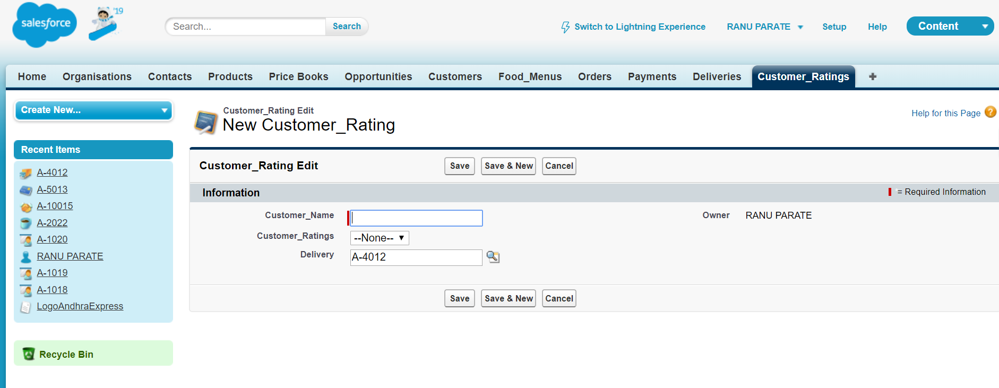 salesforce
'19
Search...
Search
Switch to Lightning Experience
RANU PARATE
Setup
Help
Content
Home
Organisations
Contacts
Products
Price Books
Opportunities
Customers
Food_Menus
Orders
Payments
Deliveries
Customer_Ratings
+
Create New...
Recent Items
A-4012
A-5013
A-10015
A-2022
A-1020
RANU PARATE
A-1019
A-1018
LogoAndhraExpress
Recycle Bin
Customer_Rating Edit
New Customer_Rating
Help for this Page ?
Customer_Rating Edit
Save
Save & New
Cancel
Information
= Required Information
Customer_Name
Owner RANU PARATE
Customer_Ratings --None--
Delivery A-4012
Save
Save & New
Cancel